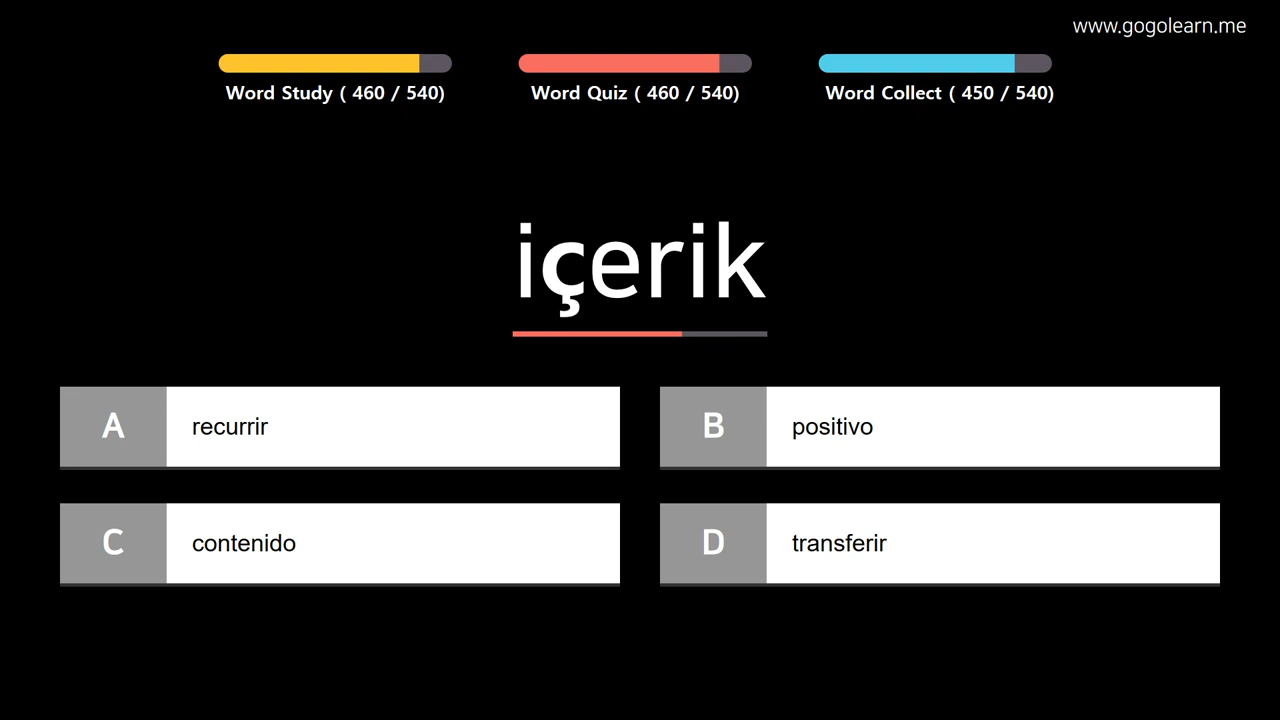 www.gogolearn.me
Word Study ( 460 / 540)
Word Quiz ( 460 / 540)
Word Collect ( 450 / 540)
içerik
A recurrir
B positivo
C contenido
D transferir